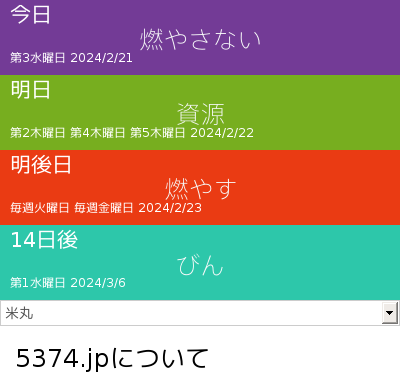 今日
燃やさない
第3水曜日 2024/2/21
明日
資源
第2木曜日 第4木曜日 第5木曜日 2024/2/22
明後日
燃やす
毎週火曜日 毎週金曜日 2024/2/23
14日後
びん
第1水曜日 2024/3/6
米丸
5374.jpについて